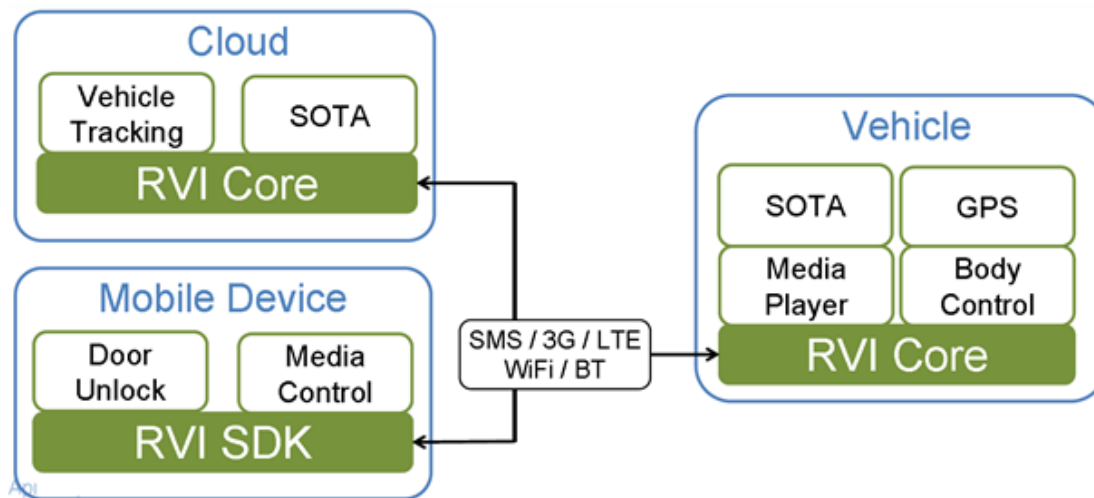 Cloud
Vehicle
Tracking
SOTA
RVI Core
Mobile Device
Door
Unlock
Media
Control
RVI SDK
SMS / 3G / LTE
WiFi / BT
Vehicle
SOTA
GPS
Media
Player
Body
Control
RVI Core